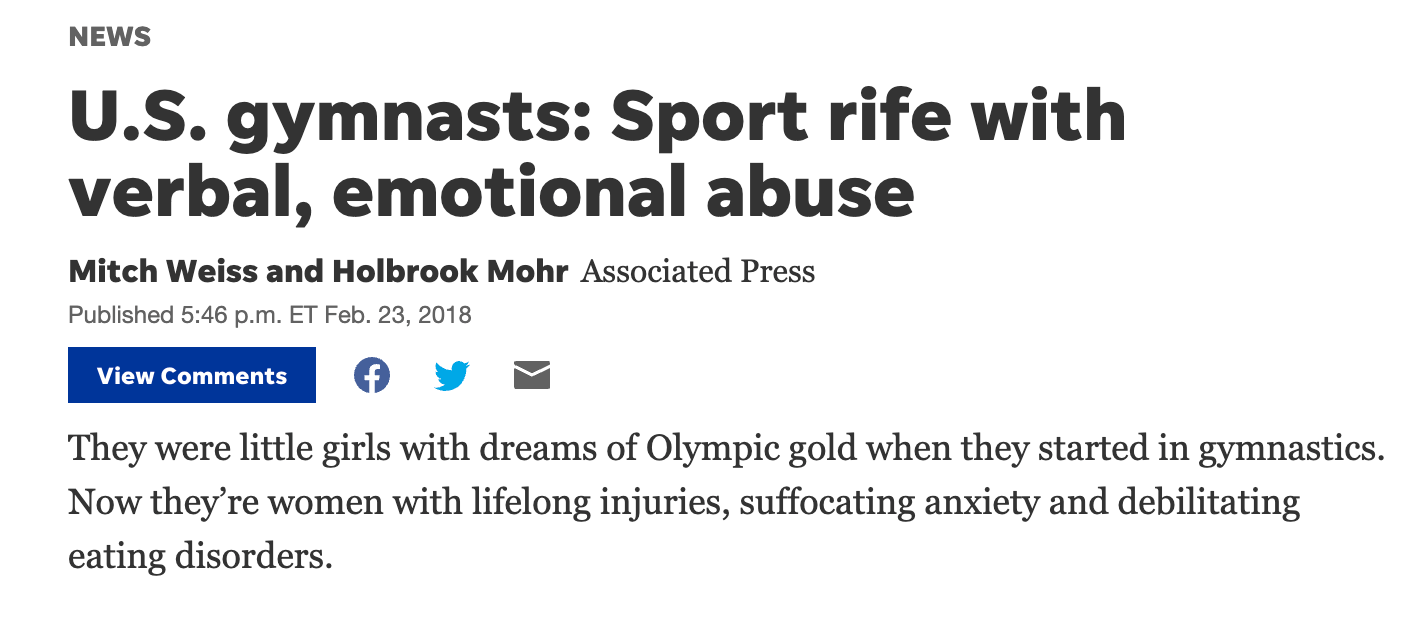 NEWS
U.S. gymnasts: Sport rife with
verbal, emotional abuse
Mitch Weiss and Holbrook Mohr Associated Press
Published 5:46 p.m. ET Feb. 23, 2018
View Comments
They were little girls with dreams of Olympic gold when they started in gymnastics.
Now they’re women with lifelong injuries, suffocating anxiety and debilitating
eating disorders.